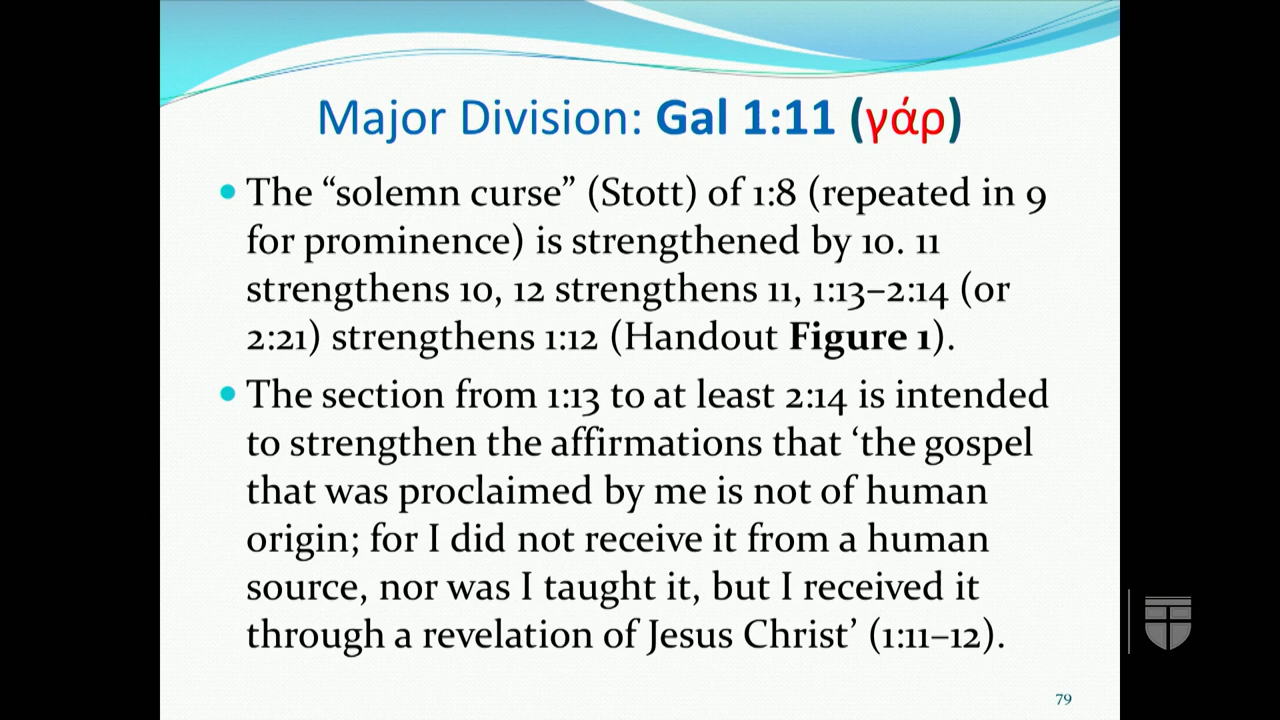 Major Division: Gal 1:11 (γάρ)
• The “solemn curse” (Stott) of 1:8 (repeated in 9
for prominence) is strengthened by 10. 11
strengthens 10, 12 strengthens 11, 1:13–2:14 (or
2:21) strengthens 1:12 (Handout Figure 1).
• The section from 1:13 to at least 2:14 is intended
to strengthen the affirmations that ‘the gospel
that was proclaimed by me is not of human
origin; for I did not receive it from a human
source, nor was I taught it, but I received it
through a revelation of Jesus Christ’ (1:11–12).
79